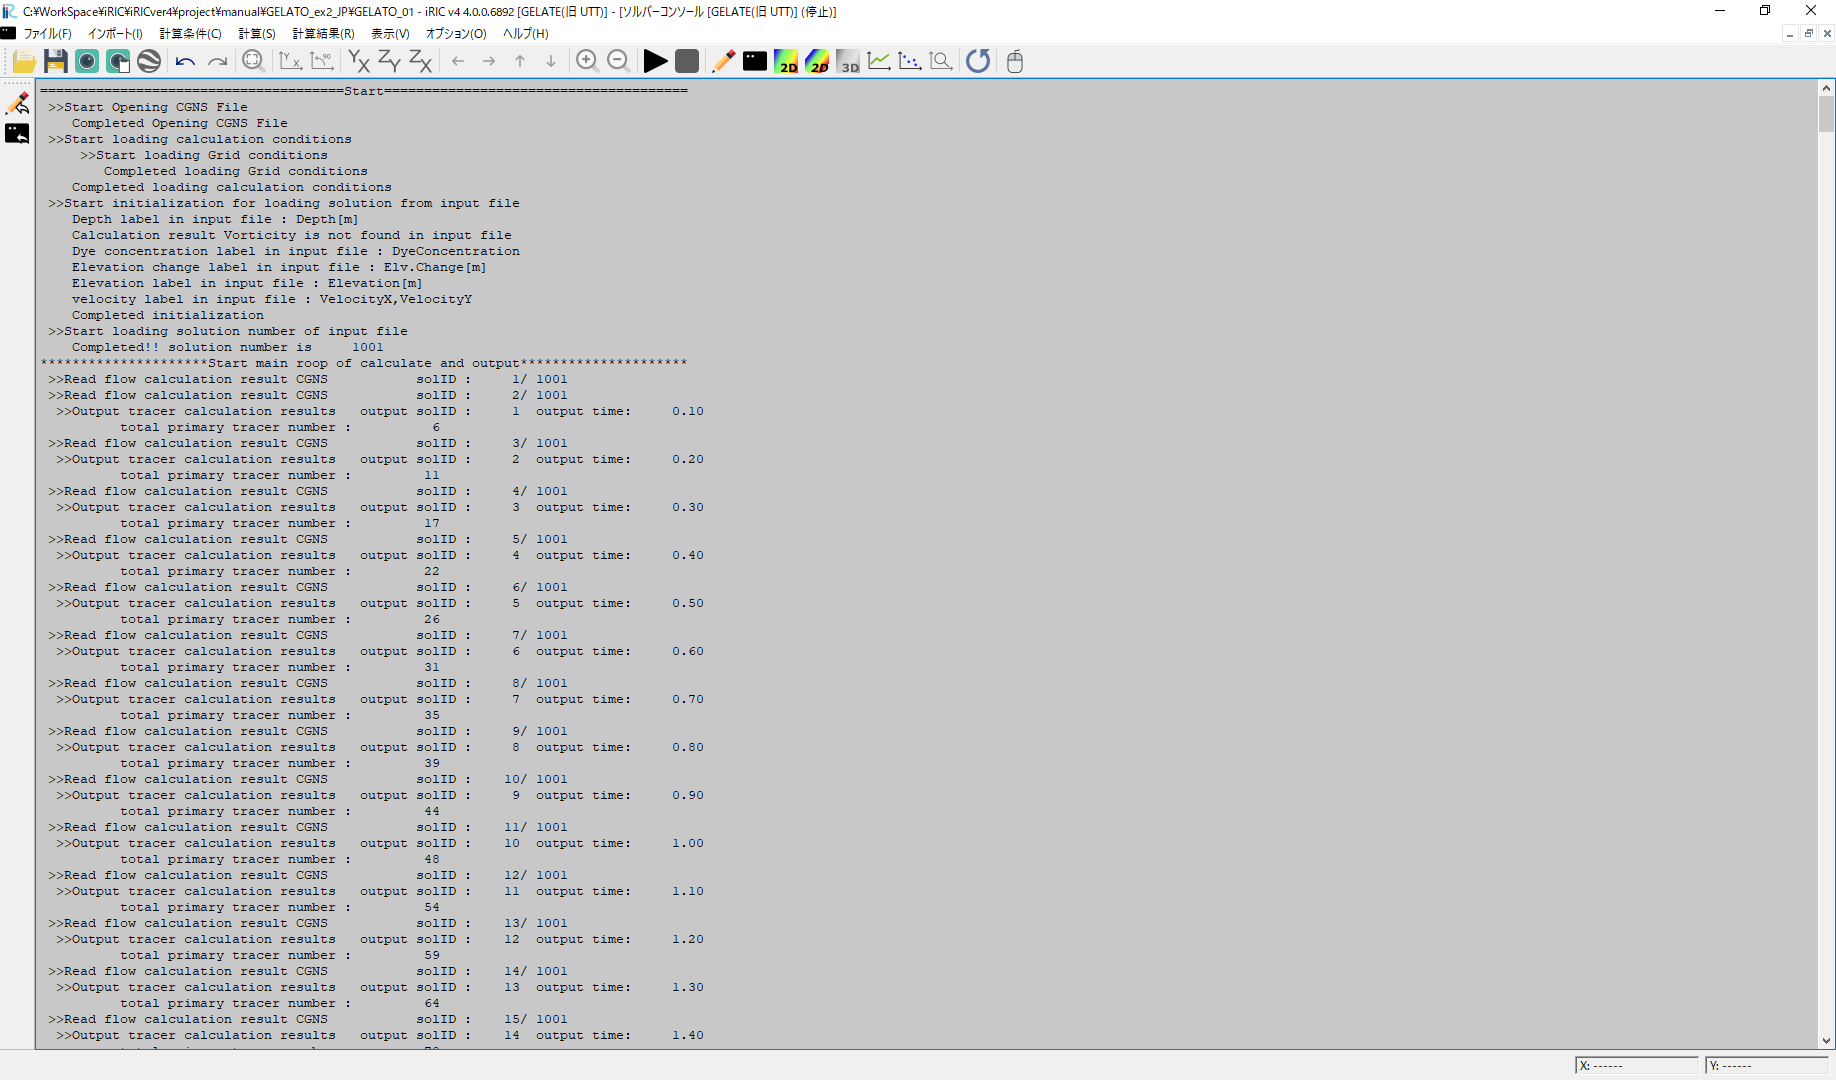 C:¥WorkSpace¥iRIC¥iRICver4¥project¥manual¥GELATO_ex2_JP¥GELATO_01 - iRIC v4 4.0.0.6892 [GELATE(旧 UTT)] - [ソルバーコンソール [GELATE(旧 UTT)] (停止)]
ファイル(F) インポート(I) 計算条件(C) 計算(S) 計算結果(R) 表示(V) オプション(O) ヘルプ(H)
======================================Start======================================
>>Start Opening CGNS File
Completed Opening CGNS File
>>Start loading calculation conditions
>>Start loading Grid conditions
Completed loading Grid conditions
Completed loading calculation conditions
>>Start initialization for loading solution from input file
Depth label in input file : Depth[m]
Calculation result Vorticity is not found in input file
Dye concentration label in input file : DyeConcentration
Elevation change label in input file : Elv.Change[m]
Elevation label in input file : Elevation[m]
velocity label in input file : VelocityX,VelocityY
Completed initialization
>>Start loading solution number of input file
Completed!! solution number is 1001
*********************Start main roop of calculate and output*********************
>>Read flow calculation result CGNS solID : 1/ 1001
>>Read flow calculation result CGNS solID : 2/ 1001
>>Output tracer calculation results output solID : 1 output time: 0.10
total primary tracer number : 6
>>Read flow calculation result CGNS solID : 3/ 1001
>>Output tracer calculation results output solID : 2 output time: 0.20
total primary tracer number : 11
>>Read flow calculation result CGNS solID : 4/ 1001
>>Output tracer calculation results output solID : 3 output time: 0.30
total primary tracer number : 17
>>Read flow calculation result CGNS solID : 5/ 1001
>>Output tracer calculation results output solID : 4 output time: 0.40
total primary tracer number : 22
>>Read flow calculation result CGNS solID : 6/ 1001
>>Output tracer calculation results output solID : 5 output time: 0.50
total primary tracer number : 26
>>Read flow calculation result CGNS solID : 7/ 1001
>>Output tracer calculation results output solID : 6 output time: 0.60
total primary tracer number : 31
>>Read flow calculation result CGNS solID : 8/ 1001
>>Output tracer calculation results output solID : 7 output time: 0.70
total primary tracer number : 35
>>Read flow calculation result CGNS solID : 9/ 1001
>>Output tracer calculation results output solID : 8 output time: 0.80
total primary tracer number : 39
>>Read flow calculation result CGNS solID : 10/ 1001
>>Output tracer calculation results output solID : 9 output time: 0.90
total primary tracer number : 44
>>Read flow calculation result CGNS solID : 11/ 1001
>>Output tracer calculation results output solID : 10 output time: 1.00
total primary tracer number : 48
>>Read flow calculation result CGNS solID : 12/ 1001
>>Output tracer calculation results output solID : 11 output time: 1.10
total primary tracer number : 54
>>Read flow calculation result CGNS solID : 13/ 1001
>>Output tracer calculation results output solID : 12 output time: 1.20
total primary tracer number : 59
>>Read flow calculation result CGNS solID : 14/ 1001
>>Output tracer calculation results output solID : 13 output time: 1.30
total primary tracer number : 64
>>Read flow calculation result CGNS solID : 15/ 1001
>>Output tracer calculation results output solID : 14 output time: 1.40
X: ------ Y: ------